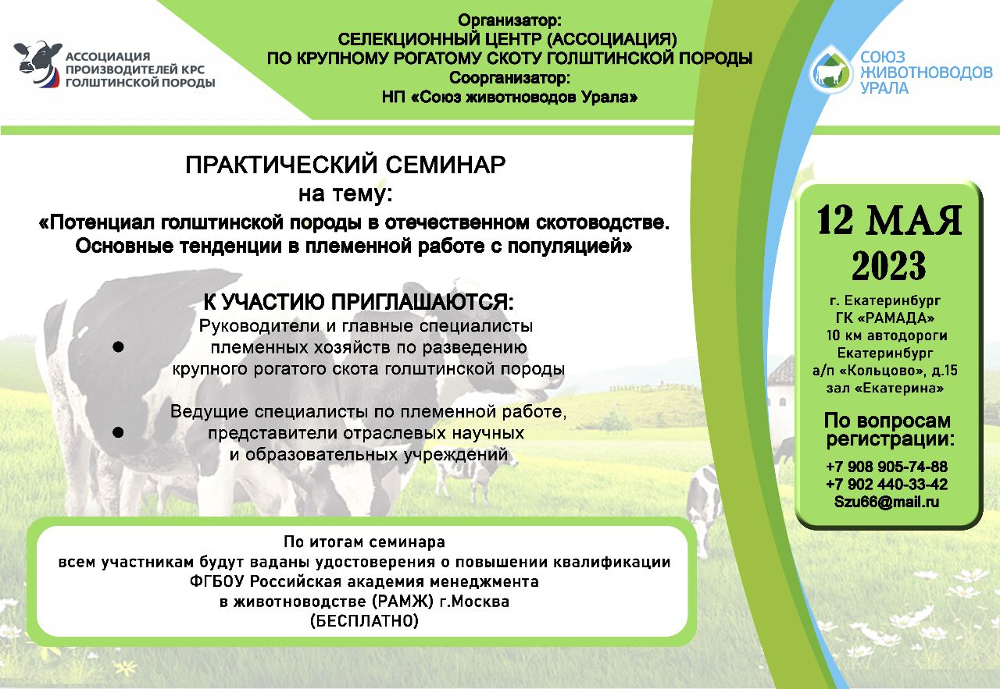 АССОЦИАЦИЯ
ПРОИЗВОДИТЕЛЕЙ КРС
ГОЛШТИНСКОЙ ПОРОДЫ
Организатор:
СЕЛЕКЦИОННЫЙ ЦЕНТР (АССОЦИАЦИЯ)
ПО КРУПНОМУ РОГАТОМУ СКОТУ ГОЛШТИНСКОЙ ПОРОДЫ
Соорганизатор:
НП «Союз животноводов Урала»
СОЮЗ
ЖИВОТНОВОДОВ
УРАЛА
ПРАКТИЧЕСКИЙ СЕМИНАР
на тему:
«Потенциал голштинской породы в отечественном скотоводстве.
Основные тенденции в племенной работе с популяцией»
К УЧАСТИЮ ПРИГЛАШАЮТСЯ:
Руководители и главные специалисты
● племенных хозяйств по разведению
крупного рогатого скота голштинской породы
Ведущие специалисты по племенной работе,
● представители отраслевых научных
и образовательных учреждений
По итогам семинара
всем участникам будут ваданы удостоверения о повышении квалификации
ФГБОУ Российская академия менеджмента
в животноводстве (РАМЖ) г.Москва
(БЕСПЛАТНО)
12 МАЯ
2023
г. Екатеринбург
ГК «РАМАДА»
10 км автодороги
Екатеринбург
а/п «Кольцово», д.15
зал «Екатерина»
По вопросам
регистрации:
+7 908 905-74-88
+7 902 440-33-42
Szu66@mail.ru